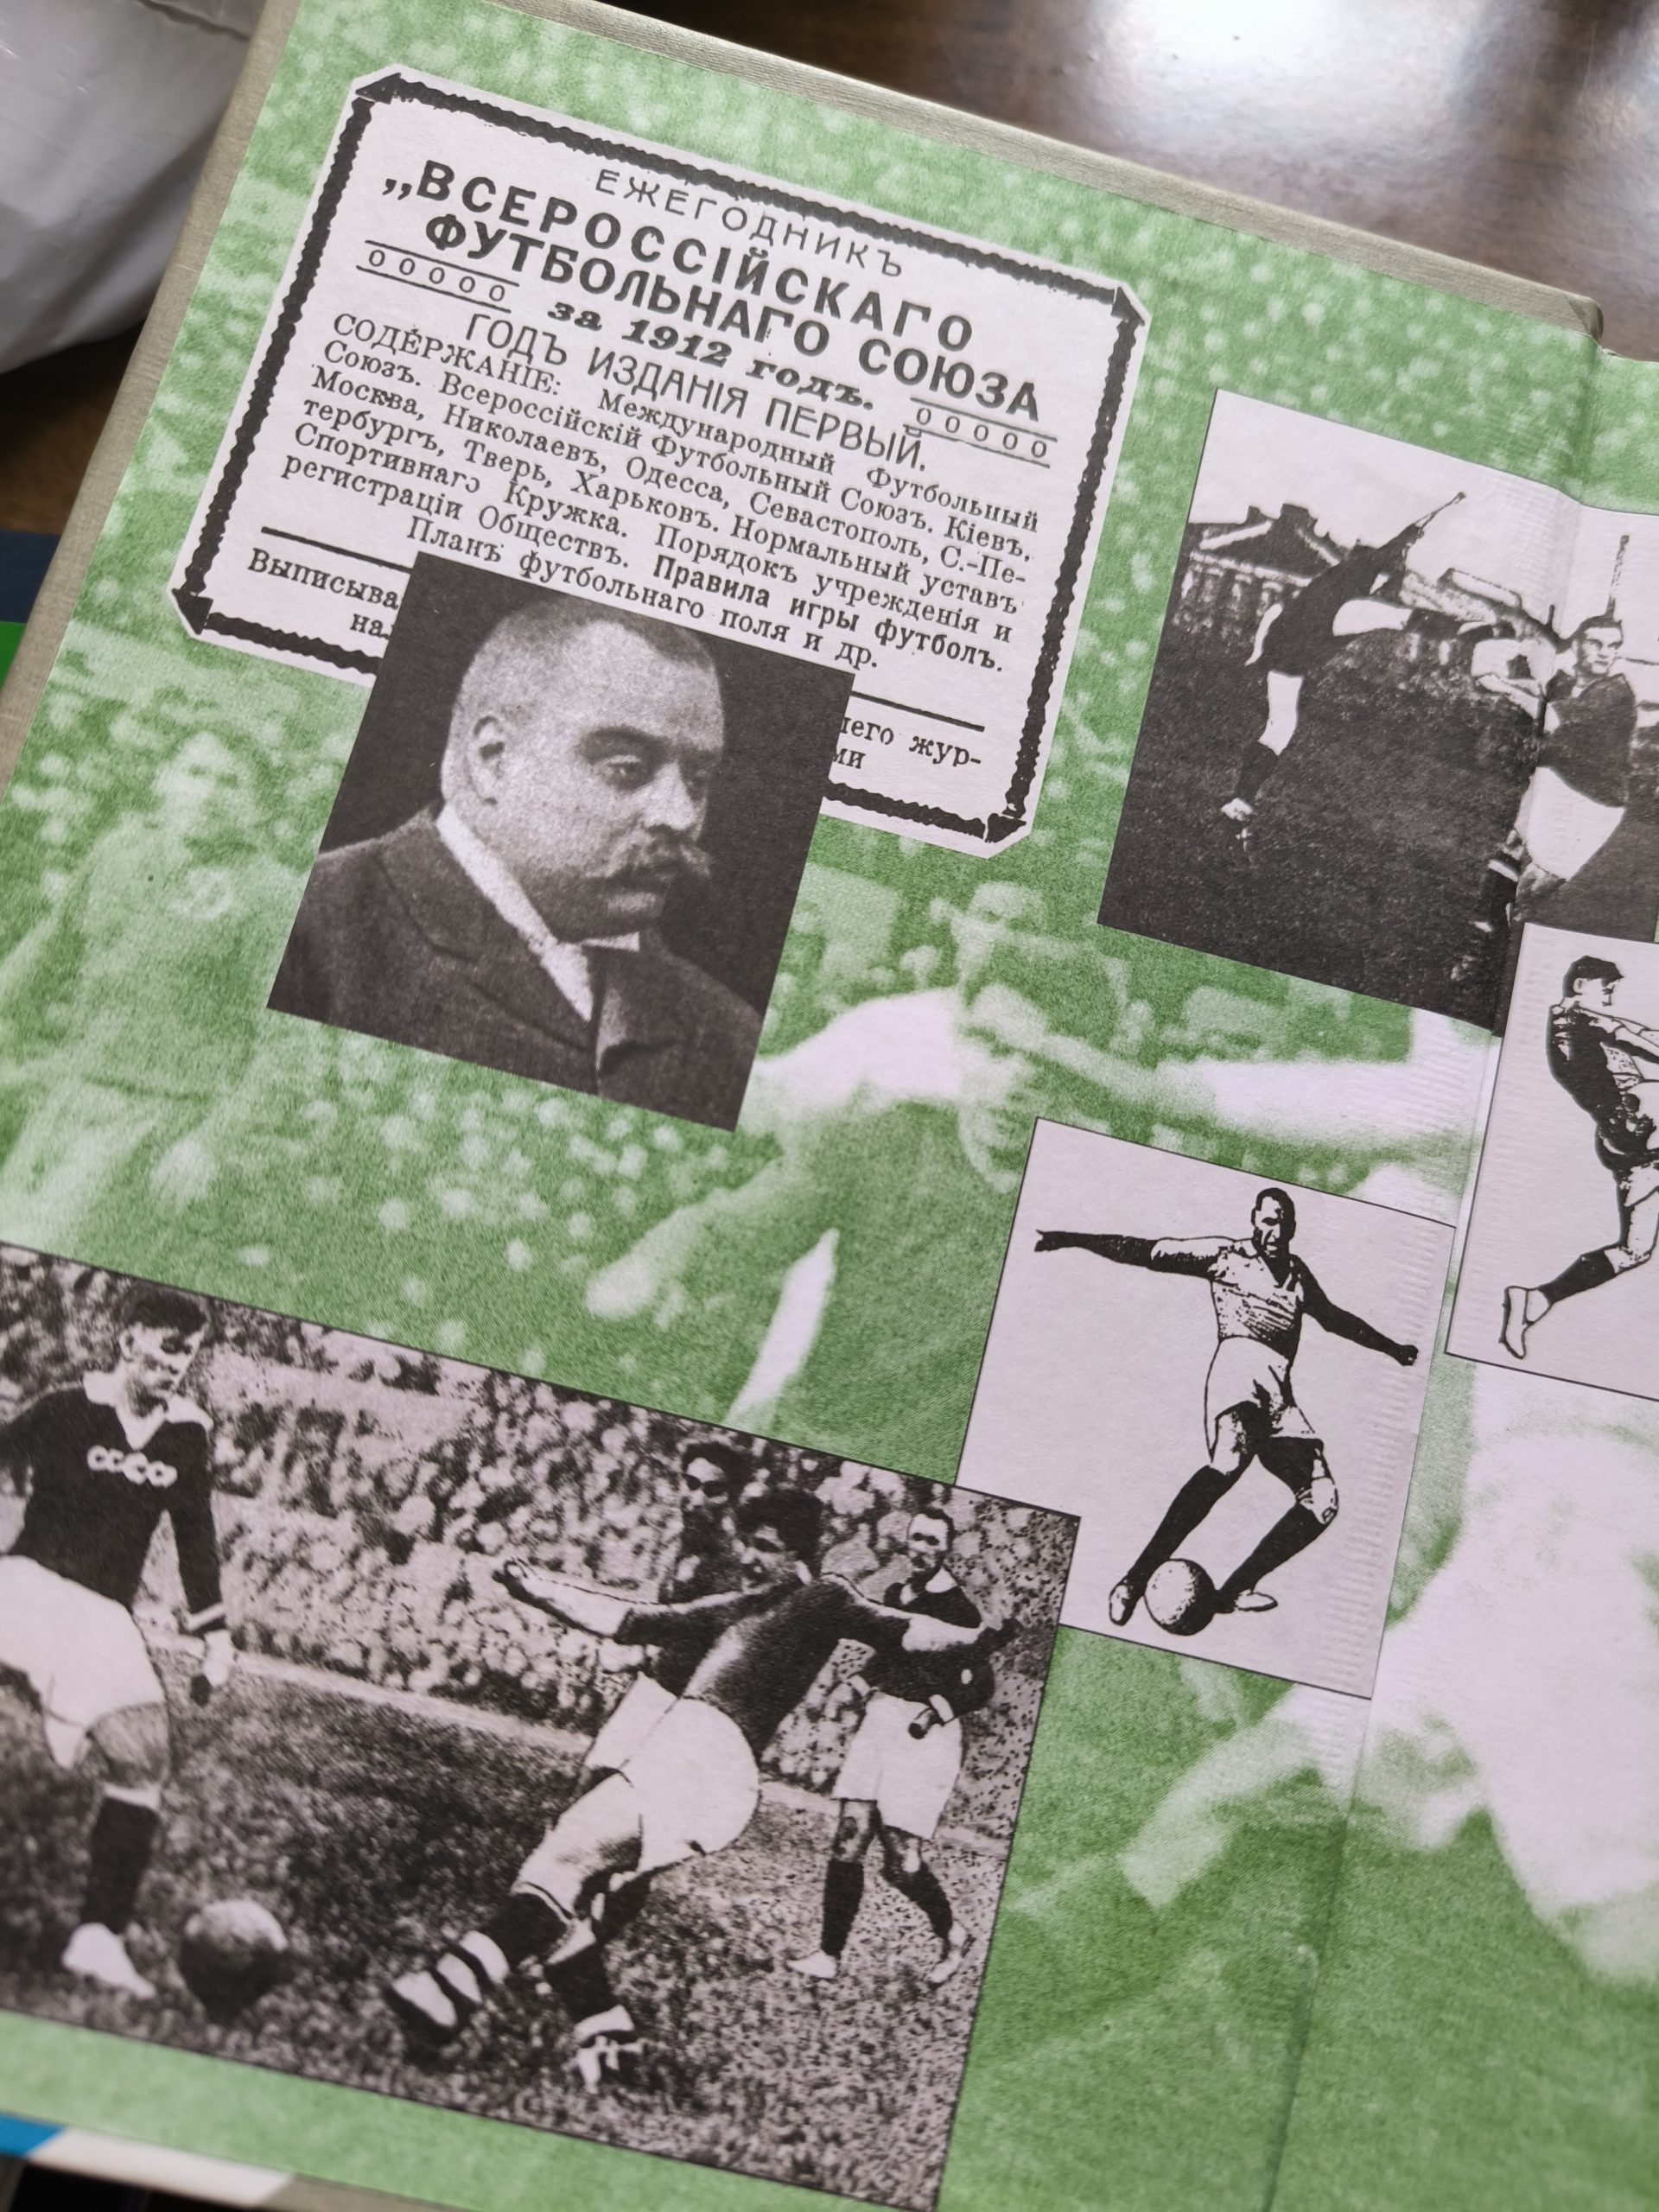 ЕЖЕГОДНИКЪ
„ВСЕРОССІЙСКАГО
ФУТБОЛЬНАГО СОЮЗА
за 1912 годъ.
ГОДЪ ИЗДАНІЯ ПЕРВЫЙ.
СОДЕРЖАНІЕ: Международный Футбольный
Союзъ. Всероссійскій Футбольный Союзъ. Кіевъ.
Москва, Николаевъ, Одесса, Севастополь, С.-Пе-
тербургъ, Тверь, Харьковъ. Нормальный уставъ
Спортивнаго Кружка. Порядокъ учрежденія и
регистраціи Обществъ. Правила игры футболъ.
Планъ футбольнаго поля и др.
Выписыва
жур-
СССР